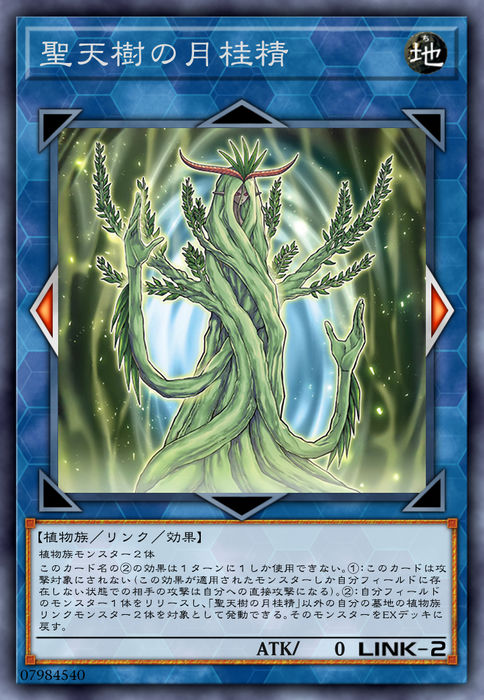 聖天樹の月桂精
ち
地
【植物族／リンク／効果】
植物族モンスター２体
このカード名の②の効果は１ターンに１しか使用できない。①：このカードは攻
撃対象にされない（この効果が適用されたモンスターしか自分フィールドに存
在しない状態での相手の攻撃は自分への直接攻撃になる）。②：自分フィールド
のモンスター１体をリリースし、「聖天樹の月桂精」以外の自分の墓地の植物族
リンクモンスター２体を対象として発動できる。そのモンスターをEXデッキに
戻す。
ATK/ 0 LINK-2
07984540